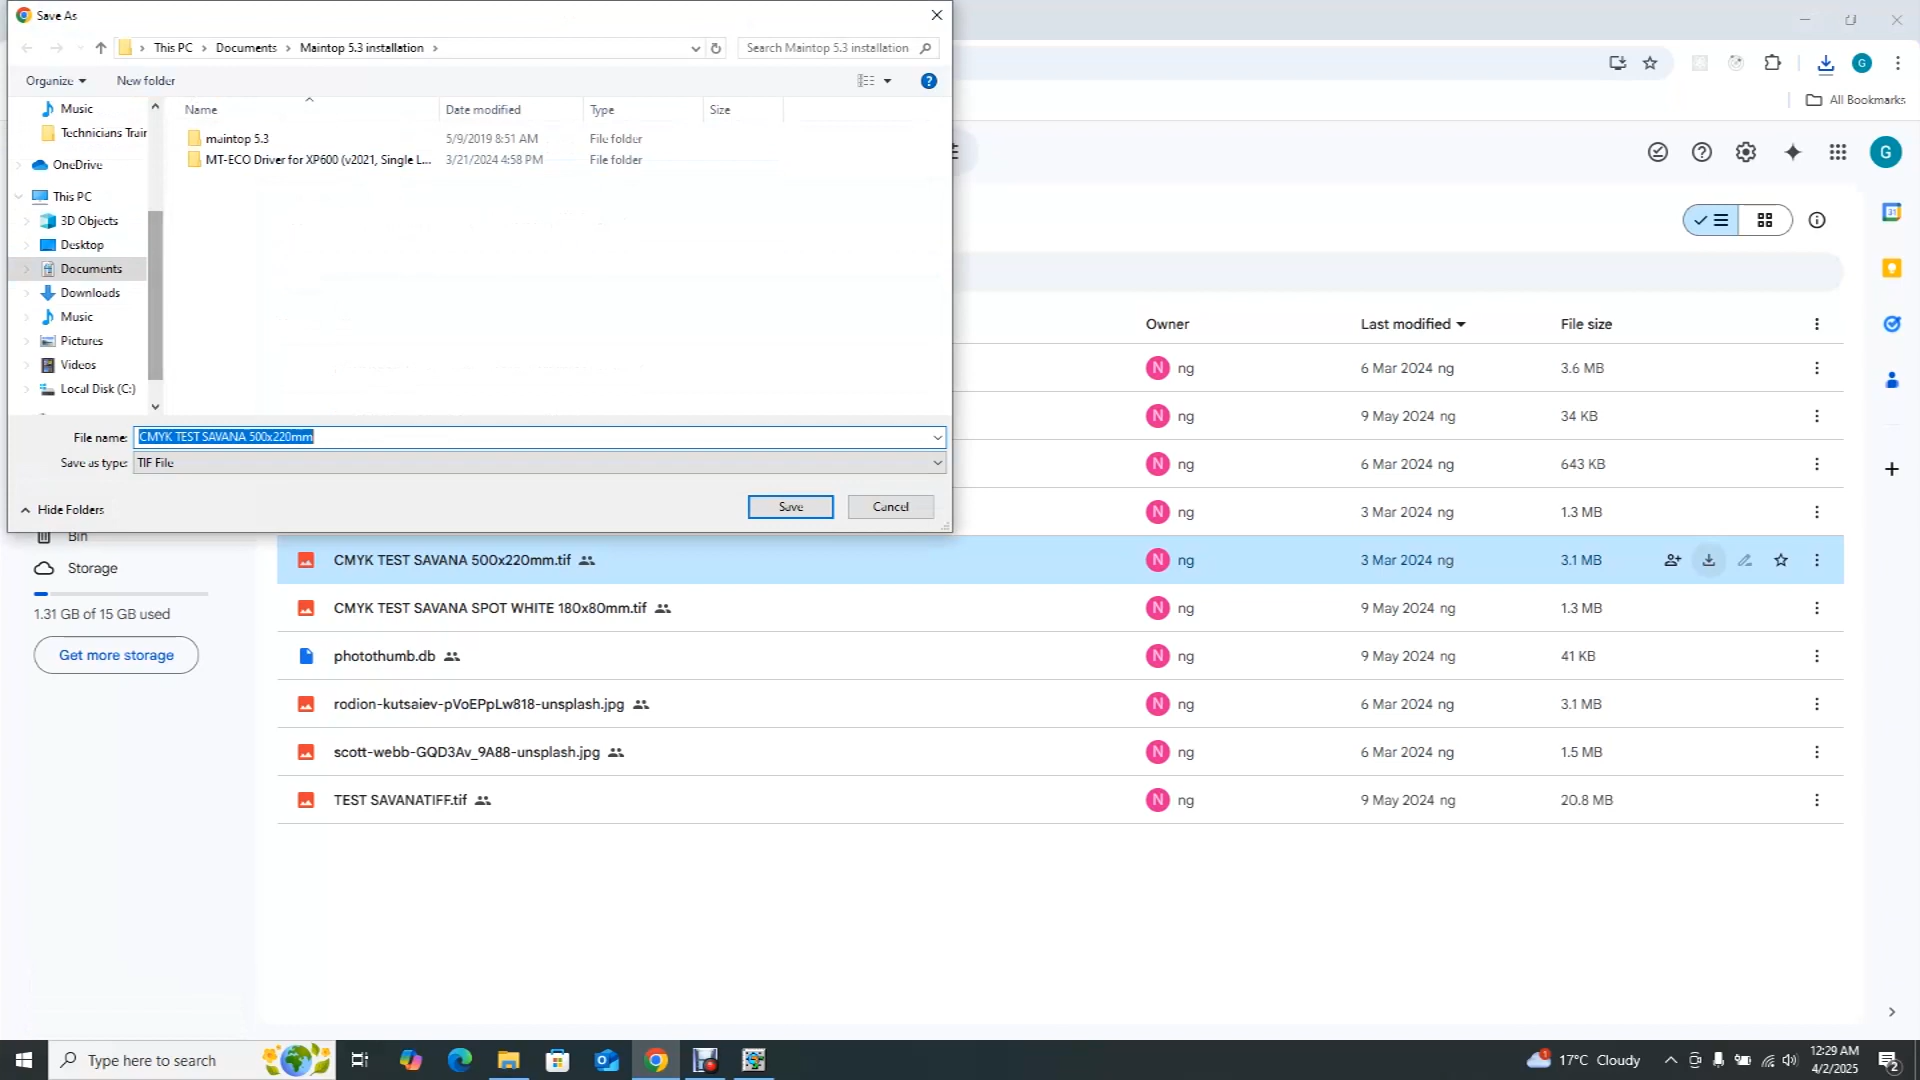 Save As
This PC > Documents > Maintop 5.3 installation >
Search Maintop 5.3 installation
Organize
New folder
All Bookmarks
G
Music
Technicians Train
OneDrive
This PC
3D Objects
Desktop
Documents
Downloads
Music
Pictures
Videos
Local Disk (C:)
Name Date modified Type Size
maintop 5.3 5/9/2019 8:51 AM File folder
MT-ECO Driver for XP600 (v2021, Single L... 3/21/2024 4:58 PM File folder
File name: CMYK TEST SAVANA 500x220mm
Save as type: TIF File
Hide Folders
Save
Cancel
G
31
Owner Last modified File size
N ng 6 Mar 2024 ng 3.6 MB
N ng 9 May 2024 ng 34 KB
N ng 6 Mar 2024 ng 643 KB
N ng 3 Mar 2024 ng 1.3 MB
CMYK TEST SAVANA 500x220mm.tif N ng 3 Mar 2024 ng 3.1 MB
CMYK TEST SAVANA SPOT WHITE 180x80mm.tif N ng 9 May 2024 ng 1.3 MB
photothumb.db N ng 9 May 2024 ng 41 KB
rodion-kutsaiev-pVoEPpLw818-unsplash.jpg N ng 6 Mar 2024 ng 3.1 MB
scott-webb-GQD3Av_9A88-unsplash.jpg N ng 6 Mar 2024 ng 1.5 MB
TEST SAVANATIFF.tif N ng 9 May 2024 ng 20.8 MB
Bin
Storage
1.31 GB of 15 GB used
Get more storage
Type here to search
1
17°C Cloudy
12:29 AM
4/2/2025
2